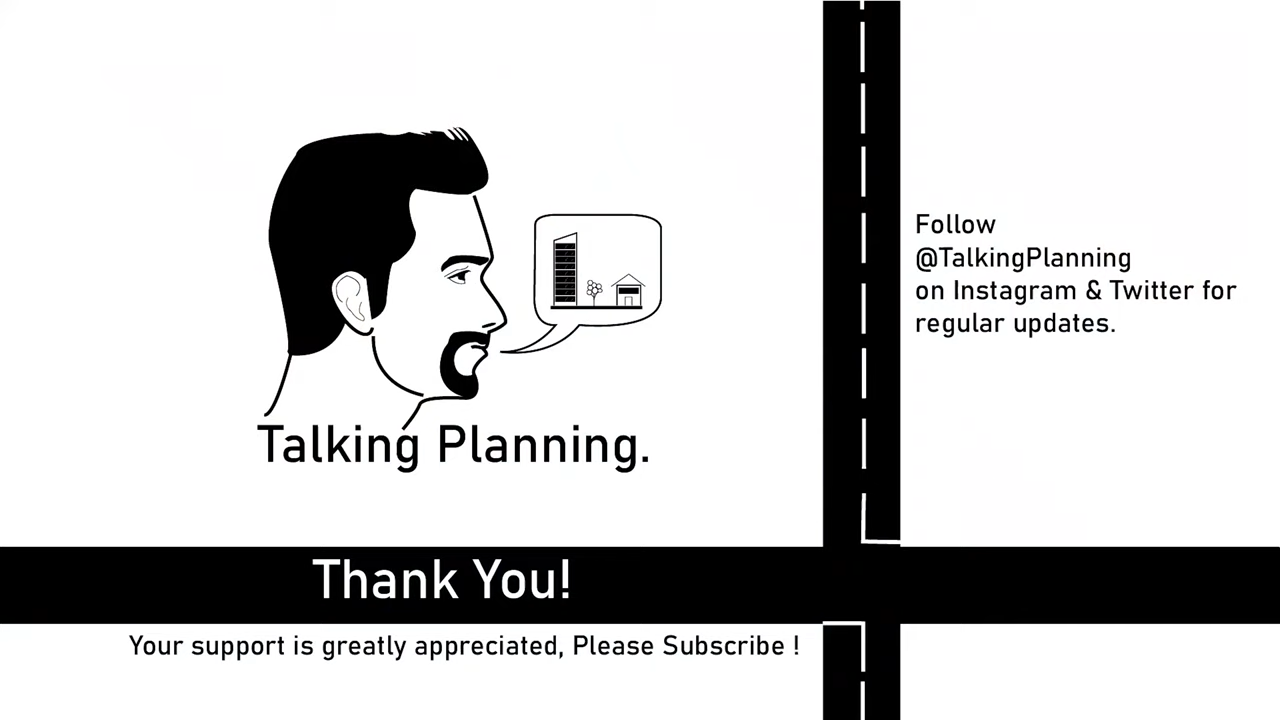 Talking Planning.
Follow
@TalkingPlanning
on Instagram & Twitter for
regular updates.
Thank You!
Your support is greatly appreciated, Please Subscribe !